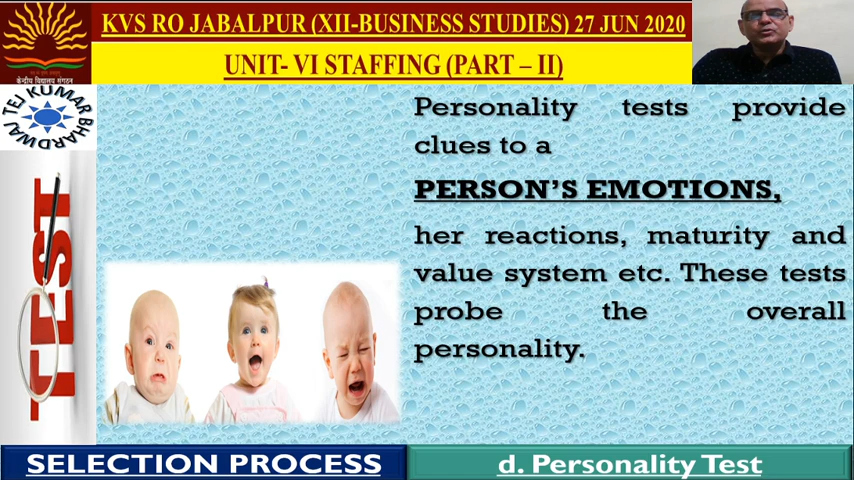 KVS RO JABALPUR (XII-BUSINESS STUDIES) 27 JUN 2020
UNIT- VI STAFFING (PART – II)
केन्द्रीय विद्यालय संगठन
TEJ KUMAR BHARDWAJ
TEST
Personality tests provide
clues to a
PERSON'S EMOTIONS,
her reactions, maturity and
value system etc. These tests
probe the overall
personality.
SELECTION PROCESS
d. Personality Test